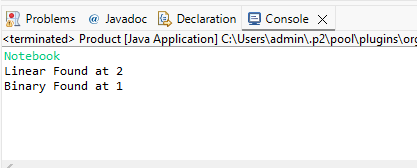 Problems @ Javadoc Declaration Console
<terminated> Product [Java Application] C:\Users\admin\.p2\pool\plugins\org
Notebook
Linear Found at 2
Binary Found at 1